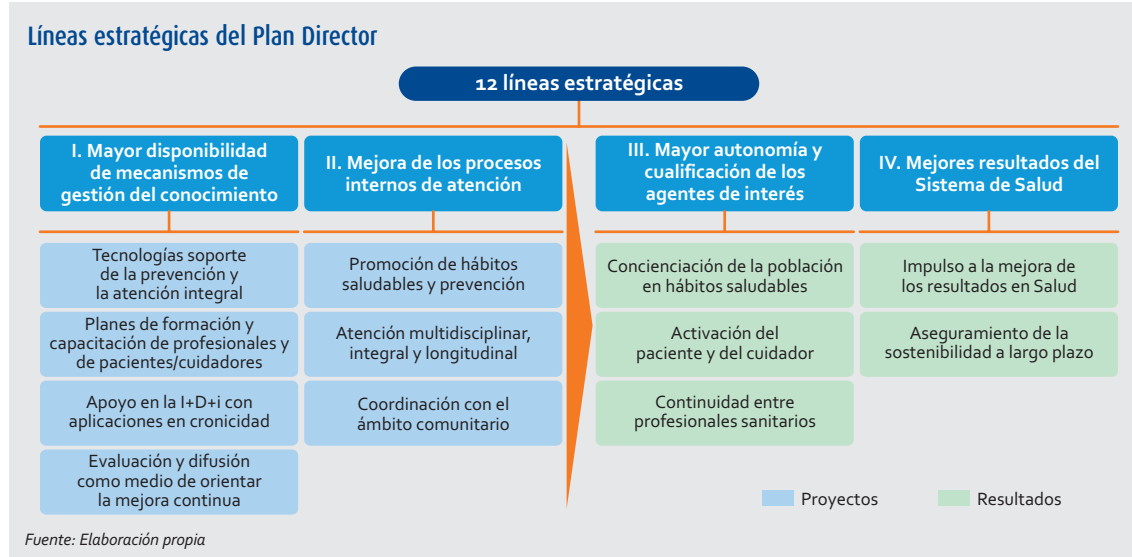 Líneas estratégicas del Plan Director
12 líneas estratégicas
I. Mayor disponibilidad
de mecanismos de
gestión del conocimiento
Tecnologías soporte
de la prevención y
la atención integral
Planes de formación y
capacitación de profesionales y
de pacientes/cuidadores
Apoyo en la I+D+i con
aplicaciones en cronicidad
Evaluación y difusión
como medio de orientar
la mejora continua
II. Mejora de los procesos
internos de atención
Promoción de hábitos
saludables y prevención
Atención multidisciplinar,
integral y longitudinal
Coordinación con el
ámbito comunitario
III. Mayor autonomía y
cualificación de los
agentes de interés
Concienciación de la población
en hábitos saludables
Activación del
paciente y del cuidador
Continuidad entre
profesionales sanitarios
IV. Mejores resultados del
Sistema de Salud
Impulso a la mejora de
los resultados en Salud
Aseguramiento de la
sostenibilidad a largo plazo
Proyectos
Resultados
Fuente: Elaboración propia